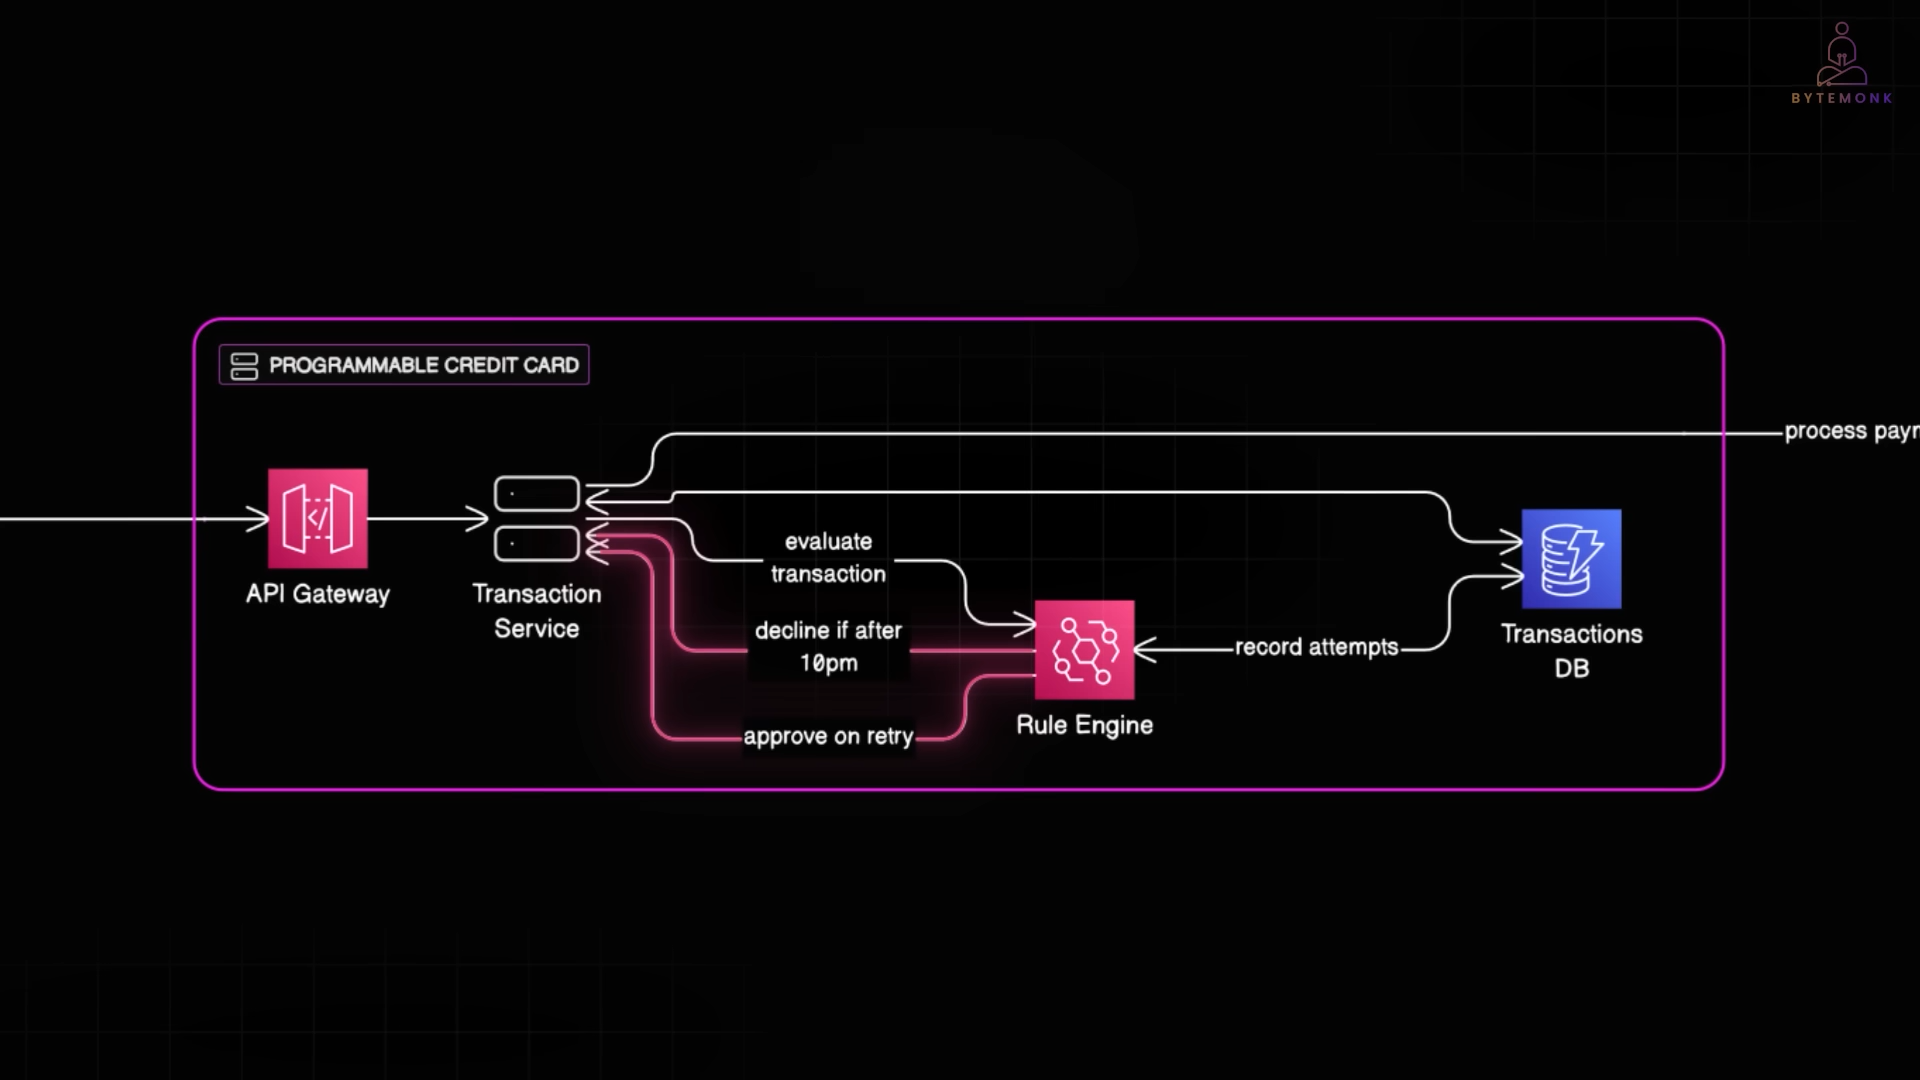 BYTEMONK
PROGRAMMABLE CREDIT CARD
process
API Gateway
Transaction
Service
evaluate
transaction
decline if after
10pm
approve on retry
Rule Engine
record attempts
Transactions
DB